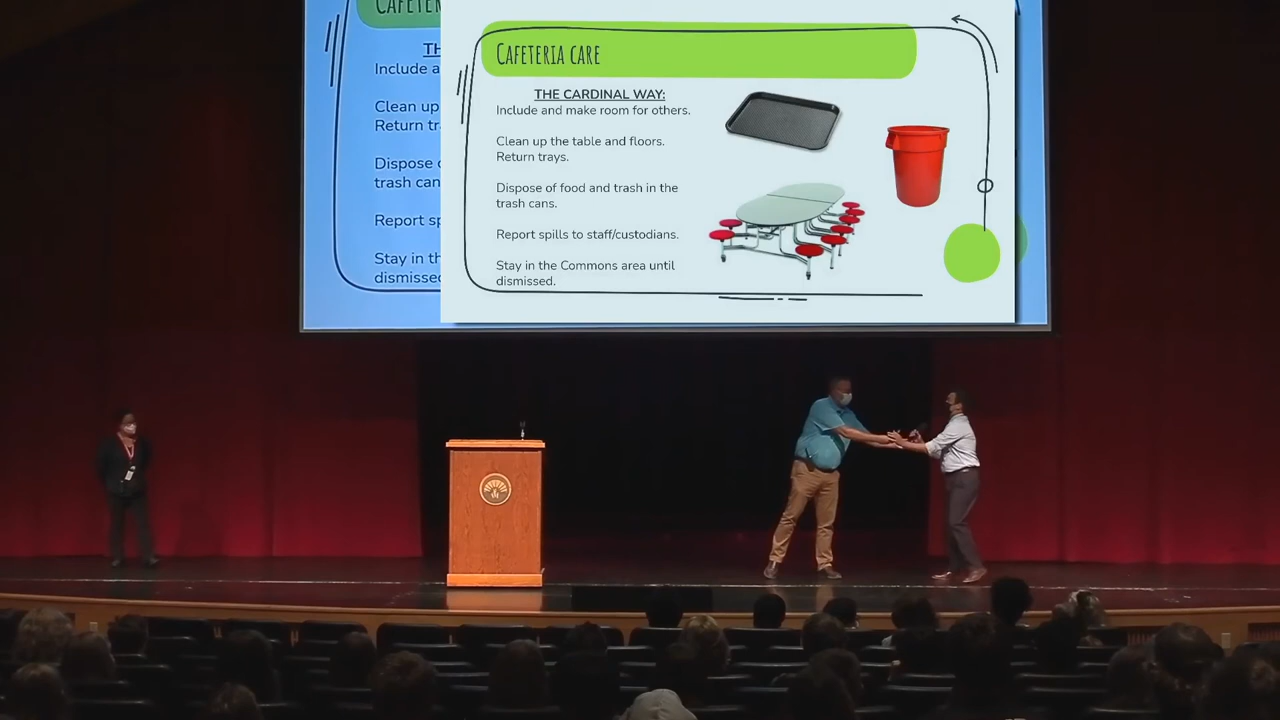 CAFETER
TH
Include a
Clean up
Return tr
Dispose o
trash can
Report sp
Stay in th
dismissed
CAFETERIA CARE
THE CARDINAL WAY:
Include and make room for others.
Clean up the table and floors.
Return trays.
Dispose of food and trash in the
trash cans.
Report spills to staff/custodians.
Stay in the Commons area until
dismissed.